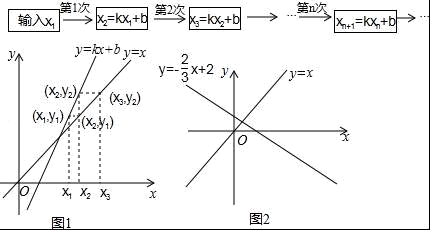 第1次 第2次 第n次
输入x₁ x₂=kx₁+b x₃=kx₂+b ··· xₙ₊₁=kxₙ+b ···
y y=kx+b y=x
(x₂,y₂) (x₃,y₂)
(x₁,y₁) (x₂,y₁)
O x₁ x₂ x₃ x
图1
y=-2/3x+2 y y=x
O x
图2